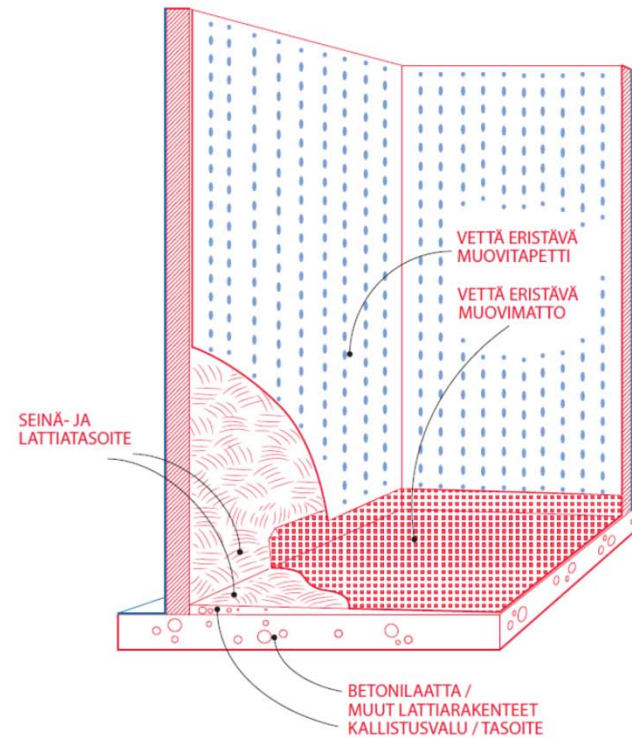 VETTÄ ERISTÄVÄ
MUOVITAPETTI
VETTÄ ERISTÄVÄ
MUOVIMATTO
SEINÄ- JA
LATTIATASOITE
BETONILAATTA /
MUUT LATTIARAKENTEET
KALLISTUSVALU / TASOITE